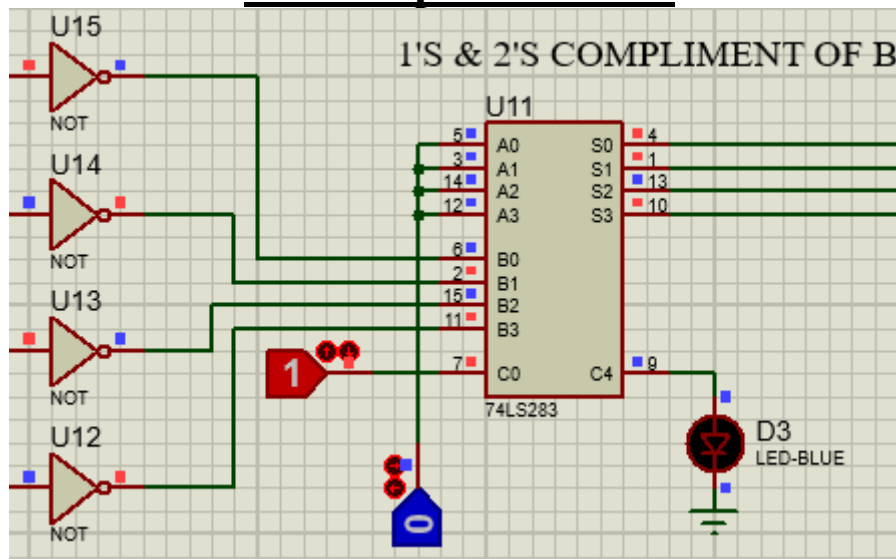 U15
NOT
1'S & 2'S COMPLIMENT OF B
U11
5 A0 S0 4
3 A1 S1 1
14 A2 S2 13
12 A3 S3 10
6 B0
2 B1
15 B2
11 B3
7 C0 C4 9
74LS283
U14
NOT
U13
NOT
1
U12
NOT
0
D3
LED-BLUE